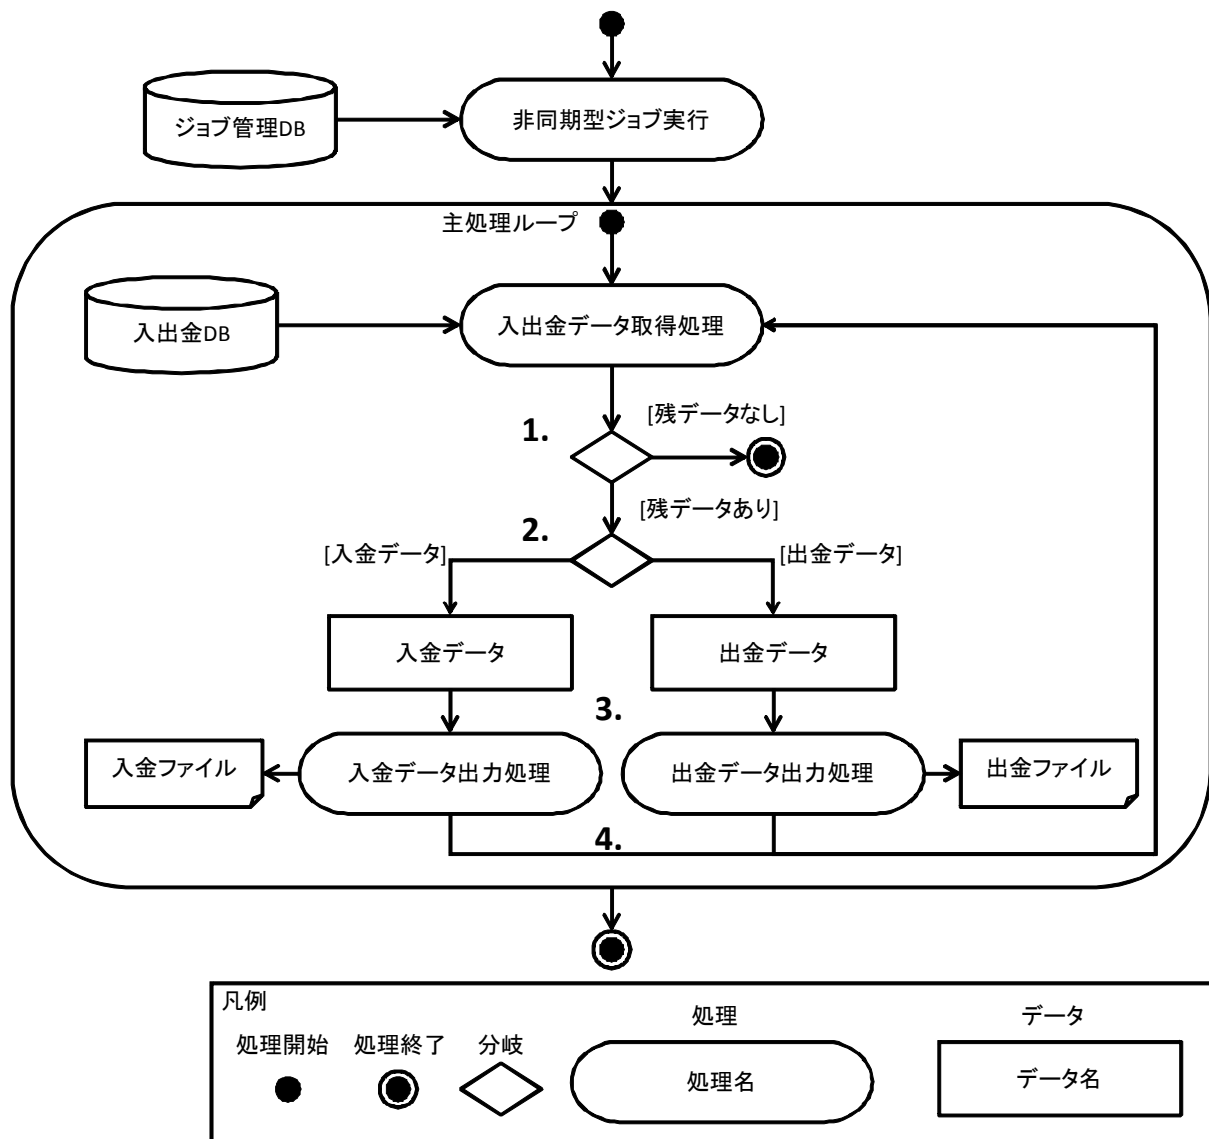 ジョブ管理DB
非同期型ジョブ実行
主処理ループ
入出金DB
入出金データ取得処理
1.
[残データなし]
[残データあり]
2.
[入金データ]
[出金データ]
入金データ
出金データ
3.
入金ファイル
入金データ出力処理
出金データ出力処理
出金ファイル
4.
凡例
処理開始
処理終了
分岐
処理
処理名
データ
データ名